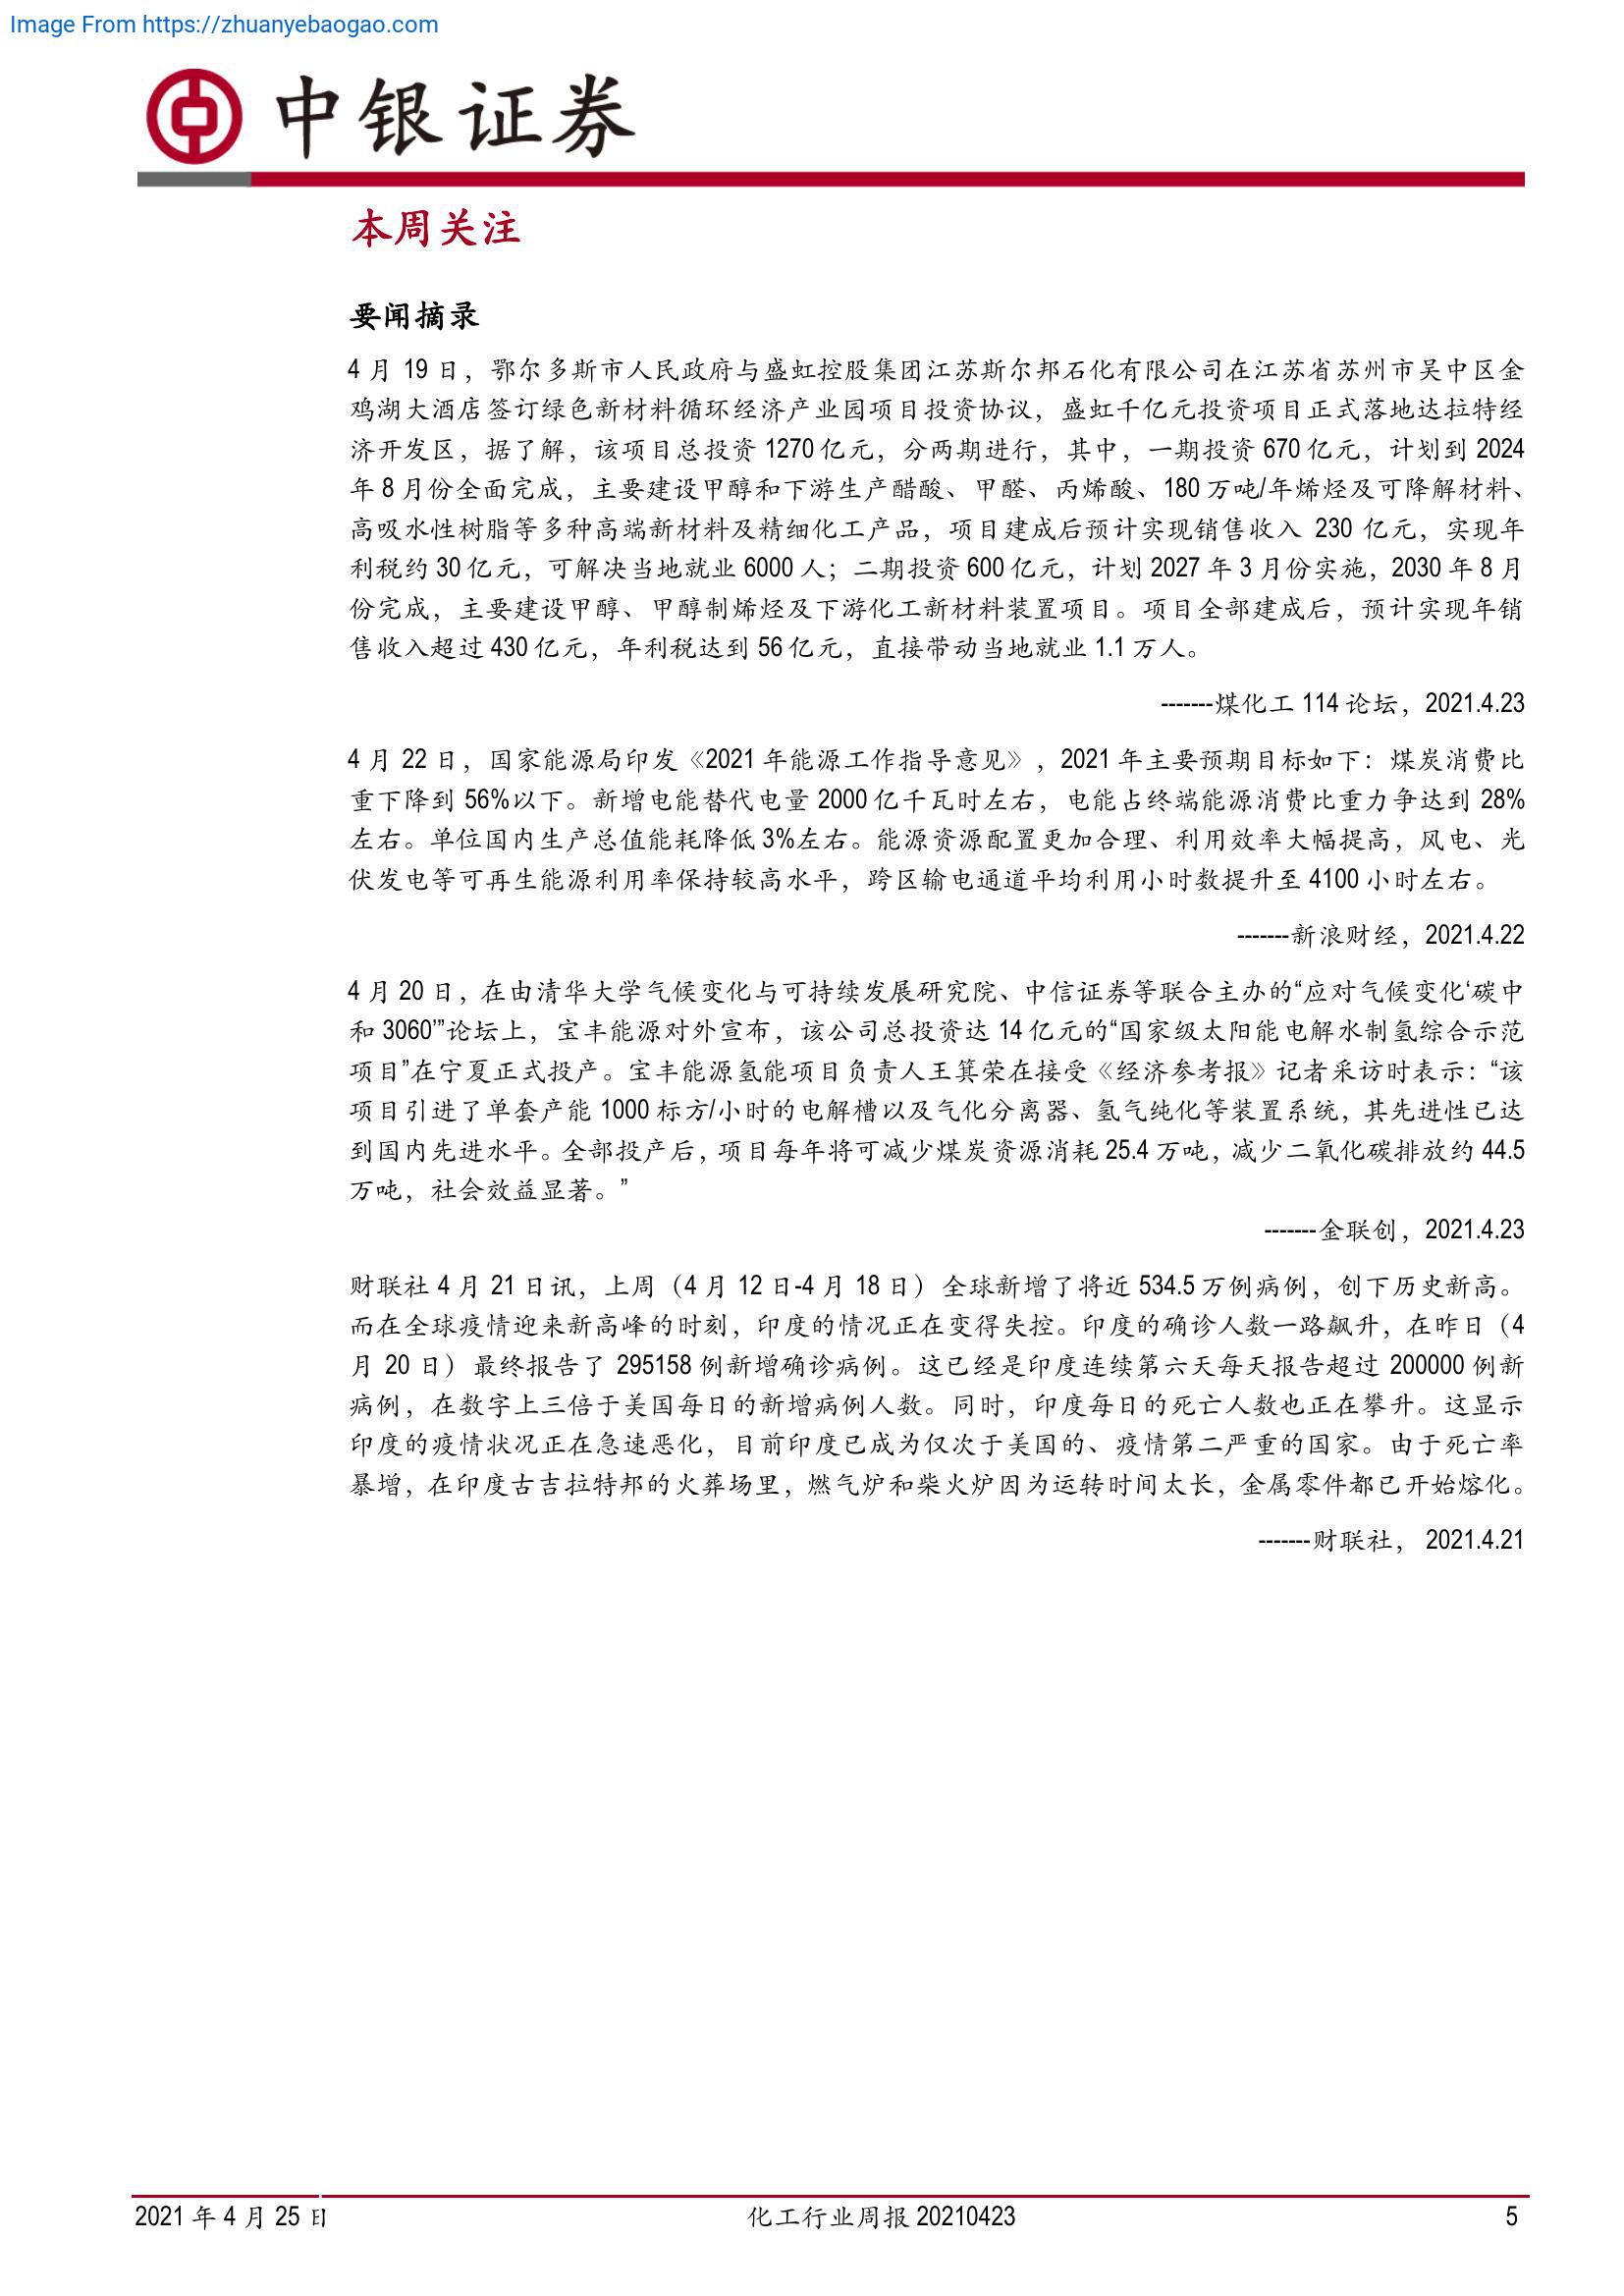 Image From https://zhuanyebaogao.com
中银证券
本周关注
要闻摘录
4 月 19 日，鄂尔多斯市人民政府与盛虹控股集团江苏斯尔邦石化有限公司在江苏省苏州市吴中区金
鸡湖大酒店签订绿色新材料循环经济产业园项目投资协议，盛虹千亿元投资项目正式落地达拉特经
济开发区，据了解，该项目总投资 1270 亿元，分两期进行，其中，一期投资 670 亿元，计划到 2024
年 8 月份全面完成，主要建设甲醇和下游生产醋酸、甲醛、丙烯酸、180 万吨/年烯烃及可降解材料、
高吸水性树脂等多种高端新材料及精细化工产品，项目建成后预计实现销售收入 230 亿元，实现年
利税约 30 亿元，可解决当地就业 6000 人；二期投资 600 亿元，计划 2027 年 3 月份实施，2030 年 8 月
份完成，主要建设甲醇、甲醇制烯烃及下游化工新材料装置项目。项目全部建成后，预计实现年销
售收入超过 430 亿元，年利税达到 56 亿元，直接带动当地就业 1.1 万人。
-------煤化工 114 论坛，2021.4.23
4 月 22 日，国家能源局印发《2021 年能源工作指导意见》，2021 年主要预期目标如下：煤炭消费比
重下降到 56%以下。新增电能替代电量 2000 亿千瓦时左右，电能占终端能源消费比重力争达到 28%
左右。单位国内生产总值能耗降低 3%左右。能源资源配置更加合理、利用效率大幅提高，风电、光
伏发电等可再生能源利用率保持较高水平，跨区输电通道平均利用小时数提升至 4100 小时左右。
-------新浪财经，2021.4.22
4 月 20 日，在由清华大学气候变化与可持续发展研究院、中信证券等联合主办的“应对气候变化‘碳中
和 3060’”论坛上，宝丰能源对外宣布，该公司总投资达 14 亿元的“国家级太阳能电解水制氢综合示范
项目”在宁夏正式投产。宝丰能源氢能项目负责人王箕荣在接受《经济参考报》记者采访时表示：“该
项目引进了单套产能 1000 标方/小时的电解槽以及气化分离器、氢气纯化等装置系统，其先进性已达
到国内先进水平。全部投产后，项目每年将可减少煤炭资源消耗 25.4 万吨，减少二氧化碳排放约 44.5
万吨，社会效益显著。”
-------金联创，2021.4.23
财联社 4 月 21 日讯，上周（4 月 12 日-4 月 18 日）全球新增了将近 534.5 万例病例，创下历史新高。
而在全球疫情迎来新高峰的时刻，印度的情况正在变得失控。印度的确诊人数一路飙升，在昨日（4
月 20 日）最终报告了 295158 例新增确诊病例。这已经是印度连续第六天每天报告超过 200000 例新
病例，在数字上三倍于美国每日的新增病例人数。同时，印度每日的死亡人数也正在攀升。这显示
印度的疫情状况正在急速恶化，目前印度已成为仅次于美国的、疫情第二严重的国家。由于死亡率
暴增，在印度古吉拉特邦的火葬场里，燃气炉和柴火炉因为运转时间太长，金属零件都已开始熔化。
-------财联社， 2021.4.21
2021 年 4 月 25 日
化工行业周报 20210423
5